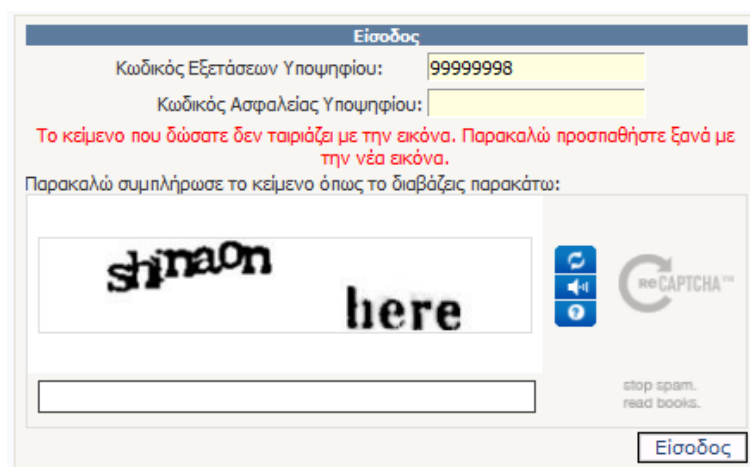 Είσοδος
Κωδικός Εξετάσεων Υποψηφίου: 99999998
Κωδικός Ασφαλείας Υποψηφίου:
Το κείμενο που δώσατε δεν ταιριάζει με την εικόνα. Παρακαλώ προσπαθήστε ξανά με
την νέα εικόνα.
Παρακαλώ συμπλήρωσε το κείμενο όπως το διαβάζεις παρακάτω:
shinaon
here
reCAPTCHA™
stop spam.
read books.
Είσοδος